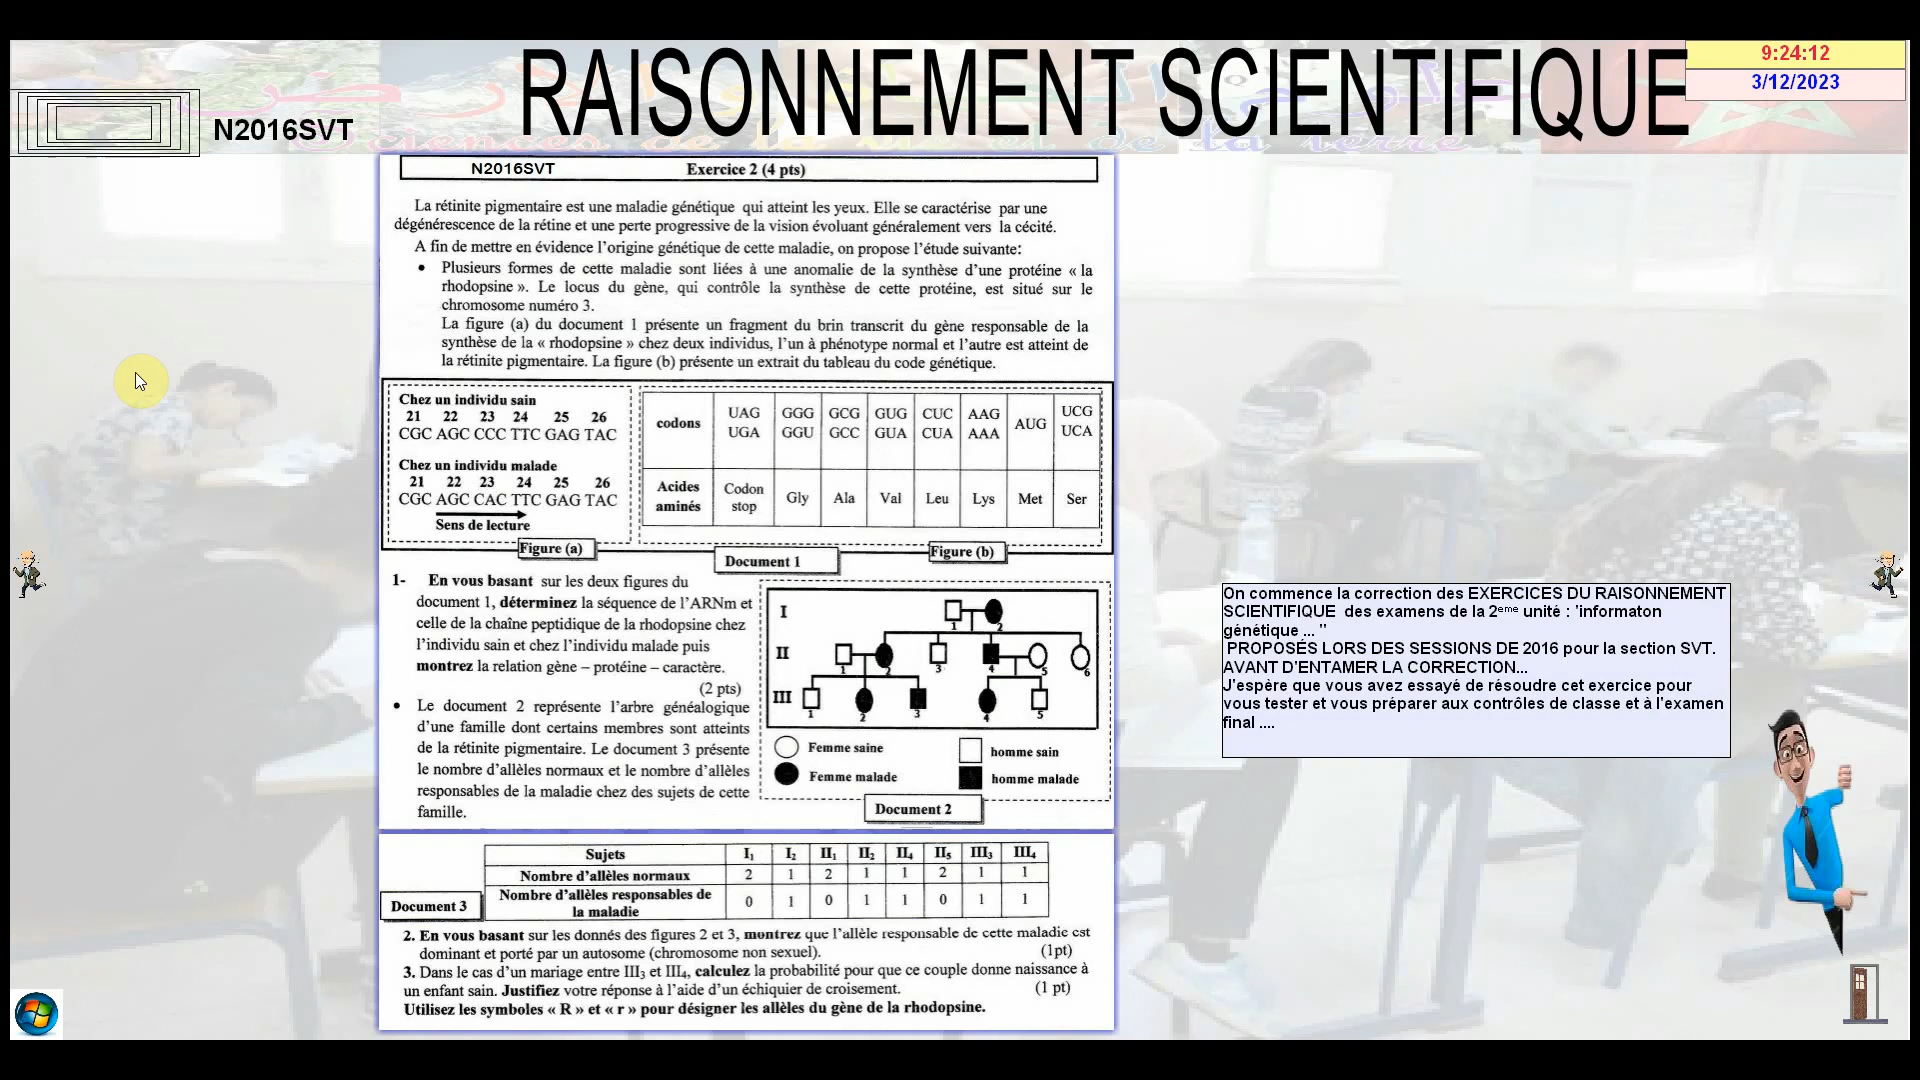 RAISONNEMENT SCIENTIFIQUE
9:24:12
3/12/2023
N2016SVT
N2016SVT Exercice 2 (4 pts)
La rétinite pigmentaire est une maladie génétique qui atteint les yeux. Elle se caractérise par une
dégénérescence de la rétine et une perte progressive de la vision évoluant généralement vers la cécité.
A fin de mettre en évidence l'origine génétique de cette maladie, on propose l'étude suivante:
• Plusieurs formes de cette maladie sont liées à une anomalie de la synthèse d'une protéine « la
rhodopsine ». Le locus du gène, qui contrôle la synthèse de cette protéine, est situé sur le
chromosome numéro 3.
La figure (a) du document 1 présente un fragment du brin transcrit du gène responsable de la
synthèse de la « rhodopsine » chez deux individus, l'un à phénotype normal et l'autre est atteint de
la rétinite pigmentaire. La figure (b) présente un extrait du tableau du code génétique.
Chez un individu sain
21 22 23 24 25 26
CGC AGC CCC TTC GAG TAC
Chez un individu malade
21 22 23 24 25 26
CGC AGC CAC TTC GAG TAC
Sens de lecture
Figure (a)
codons UAG GGG GCG GUG CUC AAG AUG UCG
UGA GGU GCC GUA CUA AAA UCA
Acides aminés Codon stop Gly Ala Val Leu Lys Met Ser
Figure (b)
Document 1
1- En vous basant sur les deux figures du
document 1, déterminez la séquence de l'ARNm et
celle de la chaîne peptidique de la rhodopsine chez
l'individu sain et chez l'individu malade puis
montrez la relation gène – protéine – caractère.
(2 pts)
• Le document 2 représente l'arbre généalogique
d'une famille dont certains membres sont atteints
de la rétinite pigmentaire. Le document 3 présente
le nombre d'allèles normaux et le nombre d'allèles
responsables de la maladie chez des sujets de cette
famille.
I
1 2
II
1 2 3 4 5 6
III
1 2 3 4 5
Femme saine
homme sain
Femme malade
homme malade
Document 2
Sujets I1 I2 II1 II2 II4 II5 III3 III4
Nombre d'allèles normaux 2 1 2 1 1 2 1 1
Nombre d'allèles responsables de
la maladie 0 1 0 1 1 0 1 1
Document 3
2. En vous basant sur les donnés des figures 2 et 3, montrez que l'allèle responsable de cette maladie est
dominant et porté par un autosome (chromosome non sexuel). (1pt)
3. Dans le cas d'un mariage entre III3 et III4, calculez la probabilité pour que ce couple donne naissance à
un enfant sain. Justifiez votre réponse à l'aide d'un échiquier de croisement. (1 pt)
Utilisez les symboles « R » et « r » pour désigner les allèles du gène de la rhodopsine.
On commence la correction des EXERCICES DU RAISONNEMENT
SCIENTIFIQUE des examens de la 2eme unité : 'informaton
génétique ... "
PROPOSÉS LORS DES SESSIONS DE 2016 pour la section SVT.
AVANT D'ENTAMER LA CORRECTION...
J'espère que vous avez essayé de résoudre cet exercice pour
vous tester et vous préparer aux contrôles de classe et à l'examen
final ....